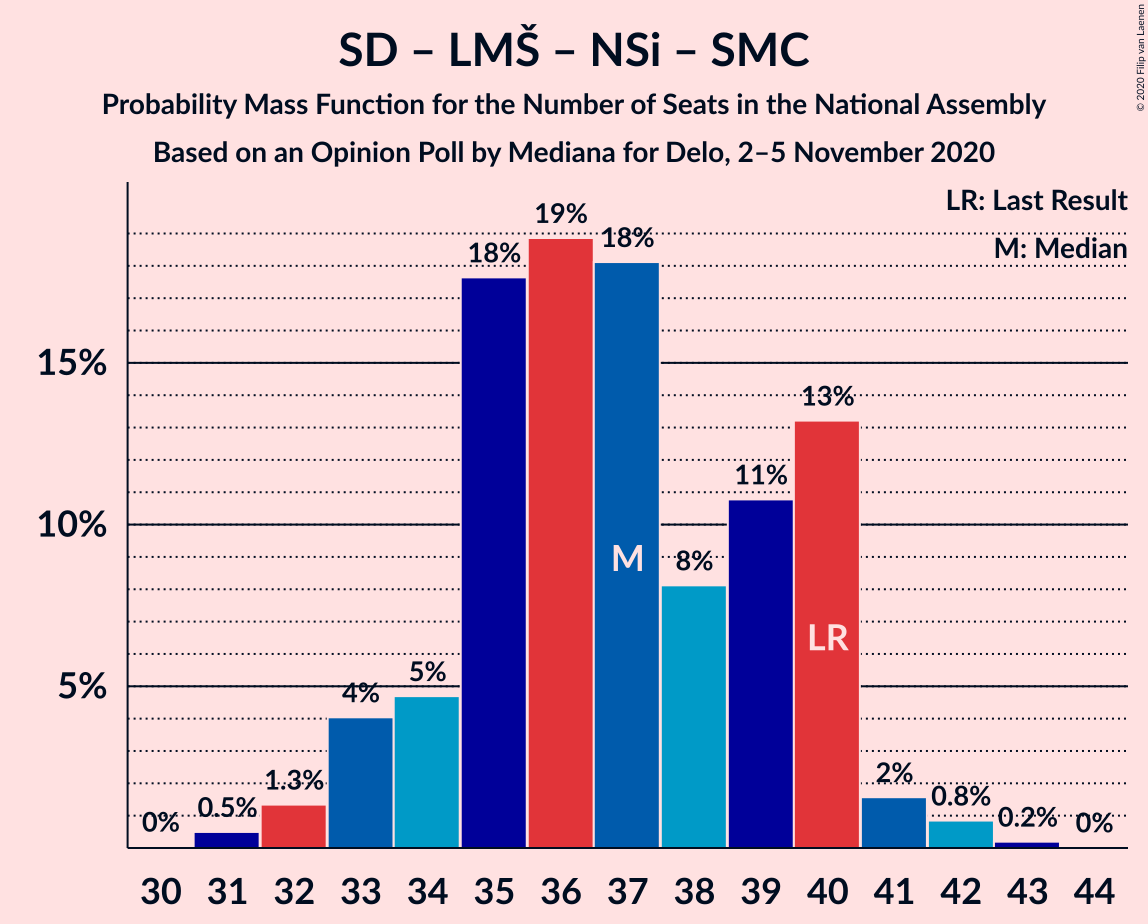 SD – LMŠ – NSi – SMC
Probability Mass Function for the Number of Seats in the National Assembly
Based on an Opinion Poll by Mediana for Delo, 2–5 November 2020
© 2020 Filip van Laenen
LR: Last Result
M: Median
15%
10%
5%
0%
0.5%
1.3%
4%
5%
18%
19%
18%
8%
11%
13%
2%
0.8%
0.2%
0%
M
LR
30 31 32 33 34 35 36 37 38 39 40 41 42 43 44